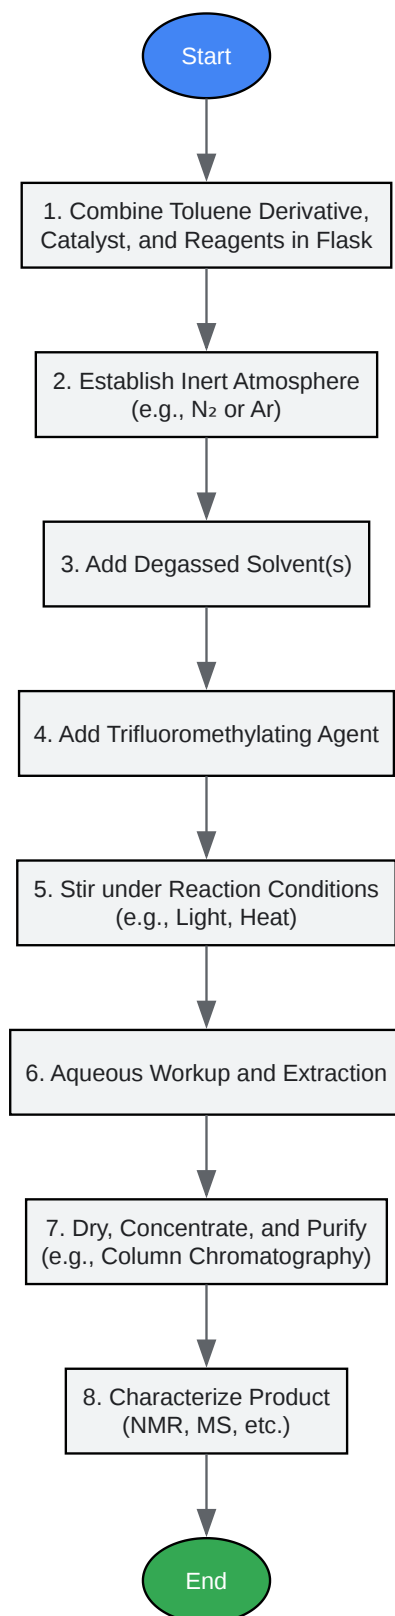 Start
1. Combine Toluene Derivative,
Catalyst, and Reagents in Flask
2. Establish Inert Atmosphere
(e.g., N₂ or Ar)
3. Add Degassed Solvent(s)
4. Add Trifluoromethylating Agent
5. Stir under Reaction Conditions
(e.g., Light, Heat)
6. Aqueous Workup and Extraction
7. Dry, Concentrate, and Purify
(e.g., Column Chromatography)
8. Characterize Product
(NMR, MS, etc.)
End